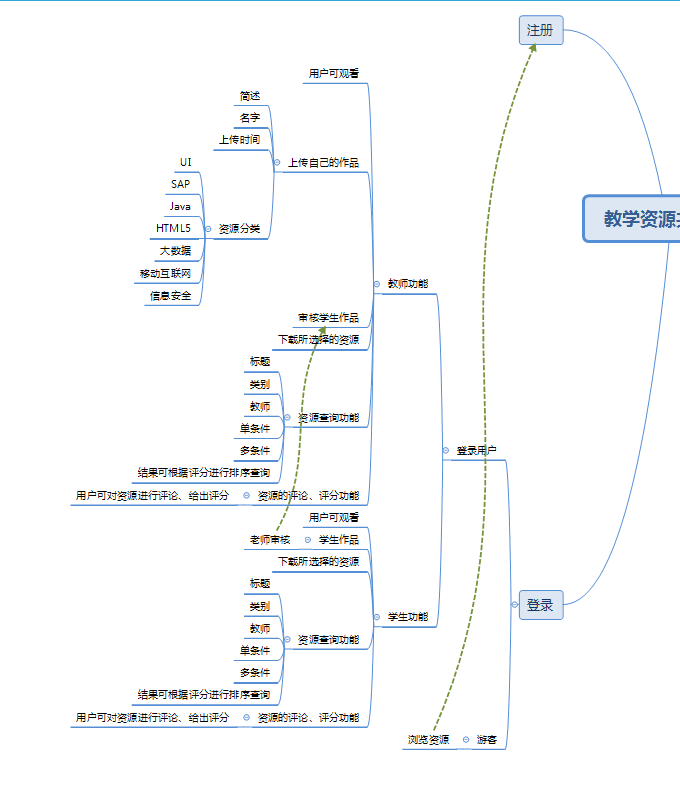 注册
用户可观看
简述
名字
上传时间
上传自己的作品
UI
SAP
Java
HTML5
大数据
移动互联网
信息安全
资源分类
教学资源
教师功能
审核学生作品
下载所选择的资源
标题
类别
教师
单条件
多条件
结果可根据评分进行排序查询
资源查询功能
登录用户
用户可对资源进行评论、给出评分
资源的评论、评分功能
用户可观看
老师审核
学生作品
下载所选择的资源
标题
类别
教师
单条件
多条件
结果可根据评分进行排序查询
资源查询功能
学生功能
登录
用户可对资源进行评论、给出评分
资源的评论、评分功能
浏览资源
游客